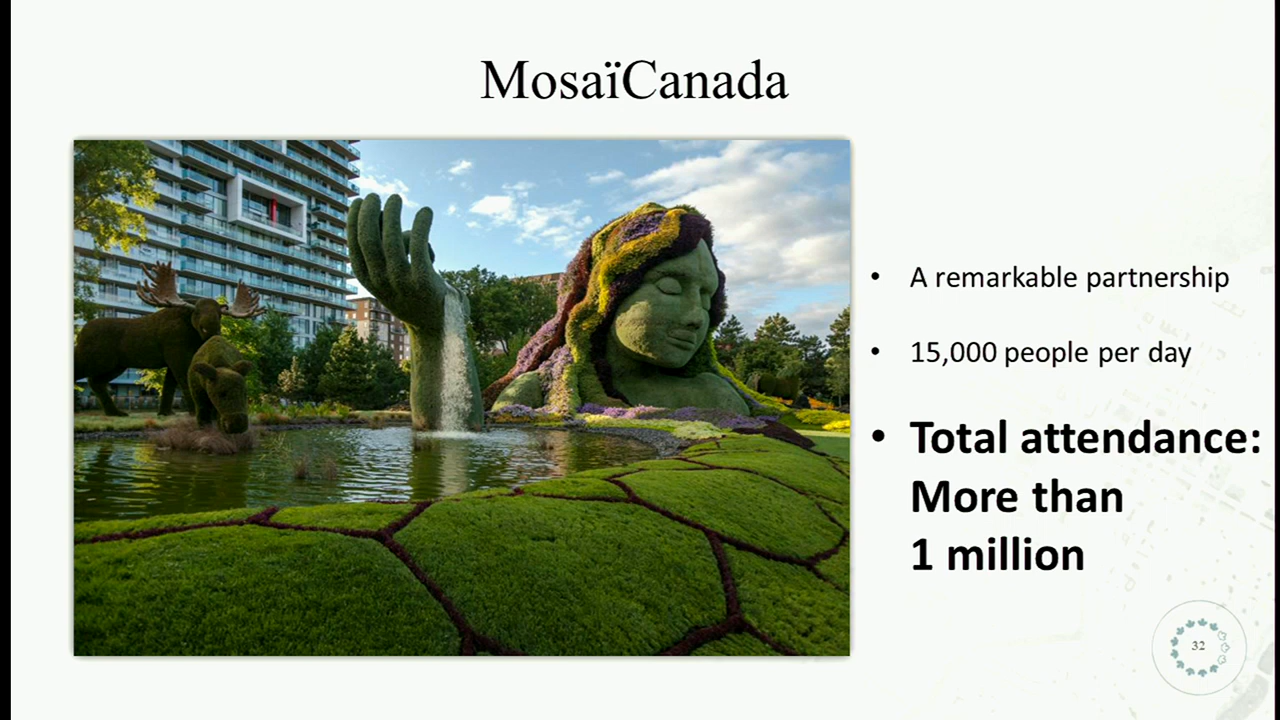 MosaïCanada
• A remarkable partnership
• 15,000 people per day
• Total attendance:
More than
1 million
32